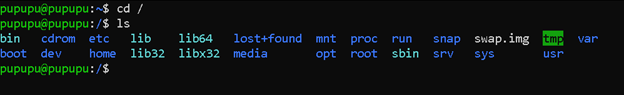 pupupu@pupupu:~$ cd /
pupupu@pupupu:/$ ls
bin cdrom etc lib lib64 lost+found mnt proc run snap swap.img tmp var
boot dev home lib32 libx32 media opt root sbin srv sys usr
pupupu@pupupu:/$